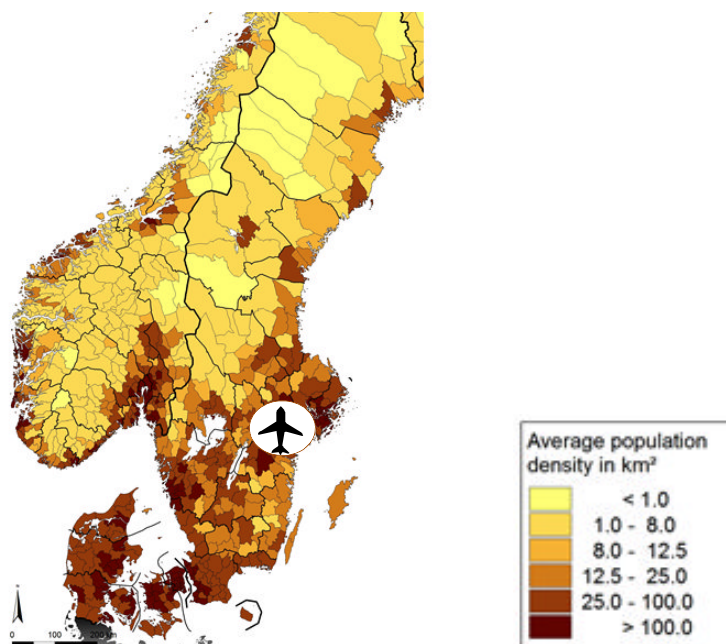 Average population
density in km²
< 1.0
1.0 - 8.0
8.0 - 12.5
12.5 - 25.0
25.0 - 100.0
> 100.0
0 100 200 km